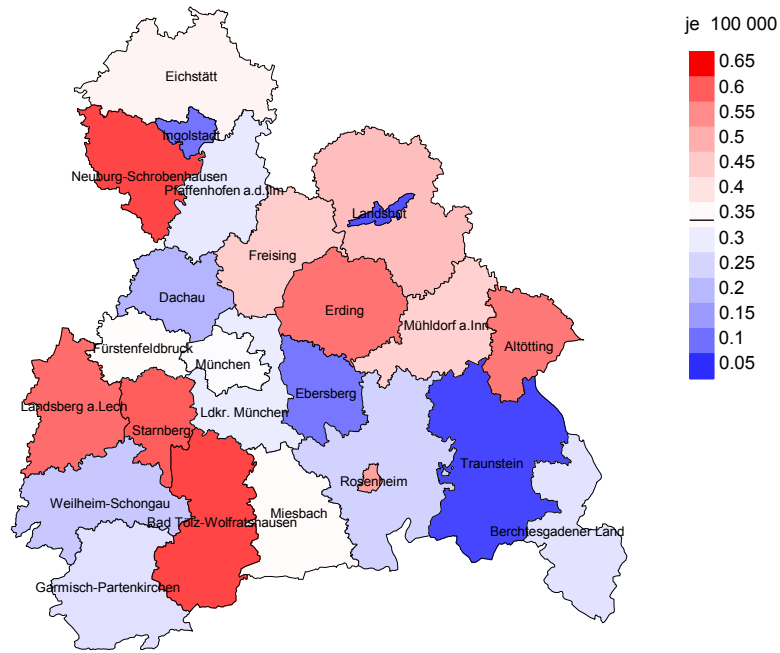 je 100 000
0.65
0.6
0.55
0.5
0.45
0.4
0.35
0.3
0.25
0.2
0.15
0.1
0.05
Eichstätt
Ingolstadt
Neuburg-Schrobenhausen
Pfaffenhofen a.d.Ilm
Landshut
Freising
Dachau
Erding
Mühldorf a.Inn
Altötting
Fürstenfeldbruck
München
Ebersberg
Landsberg a.Lech
Ldkr. München
Starnberg
Traunstein
Rosenheim
Weilheim-Schongau
Miesbach
Bad Tölz-Wolfratshausen
Berchtesgadener Land
Garmisch-Partenkirchen